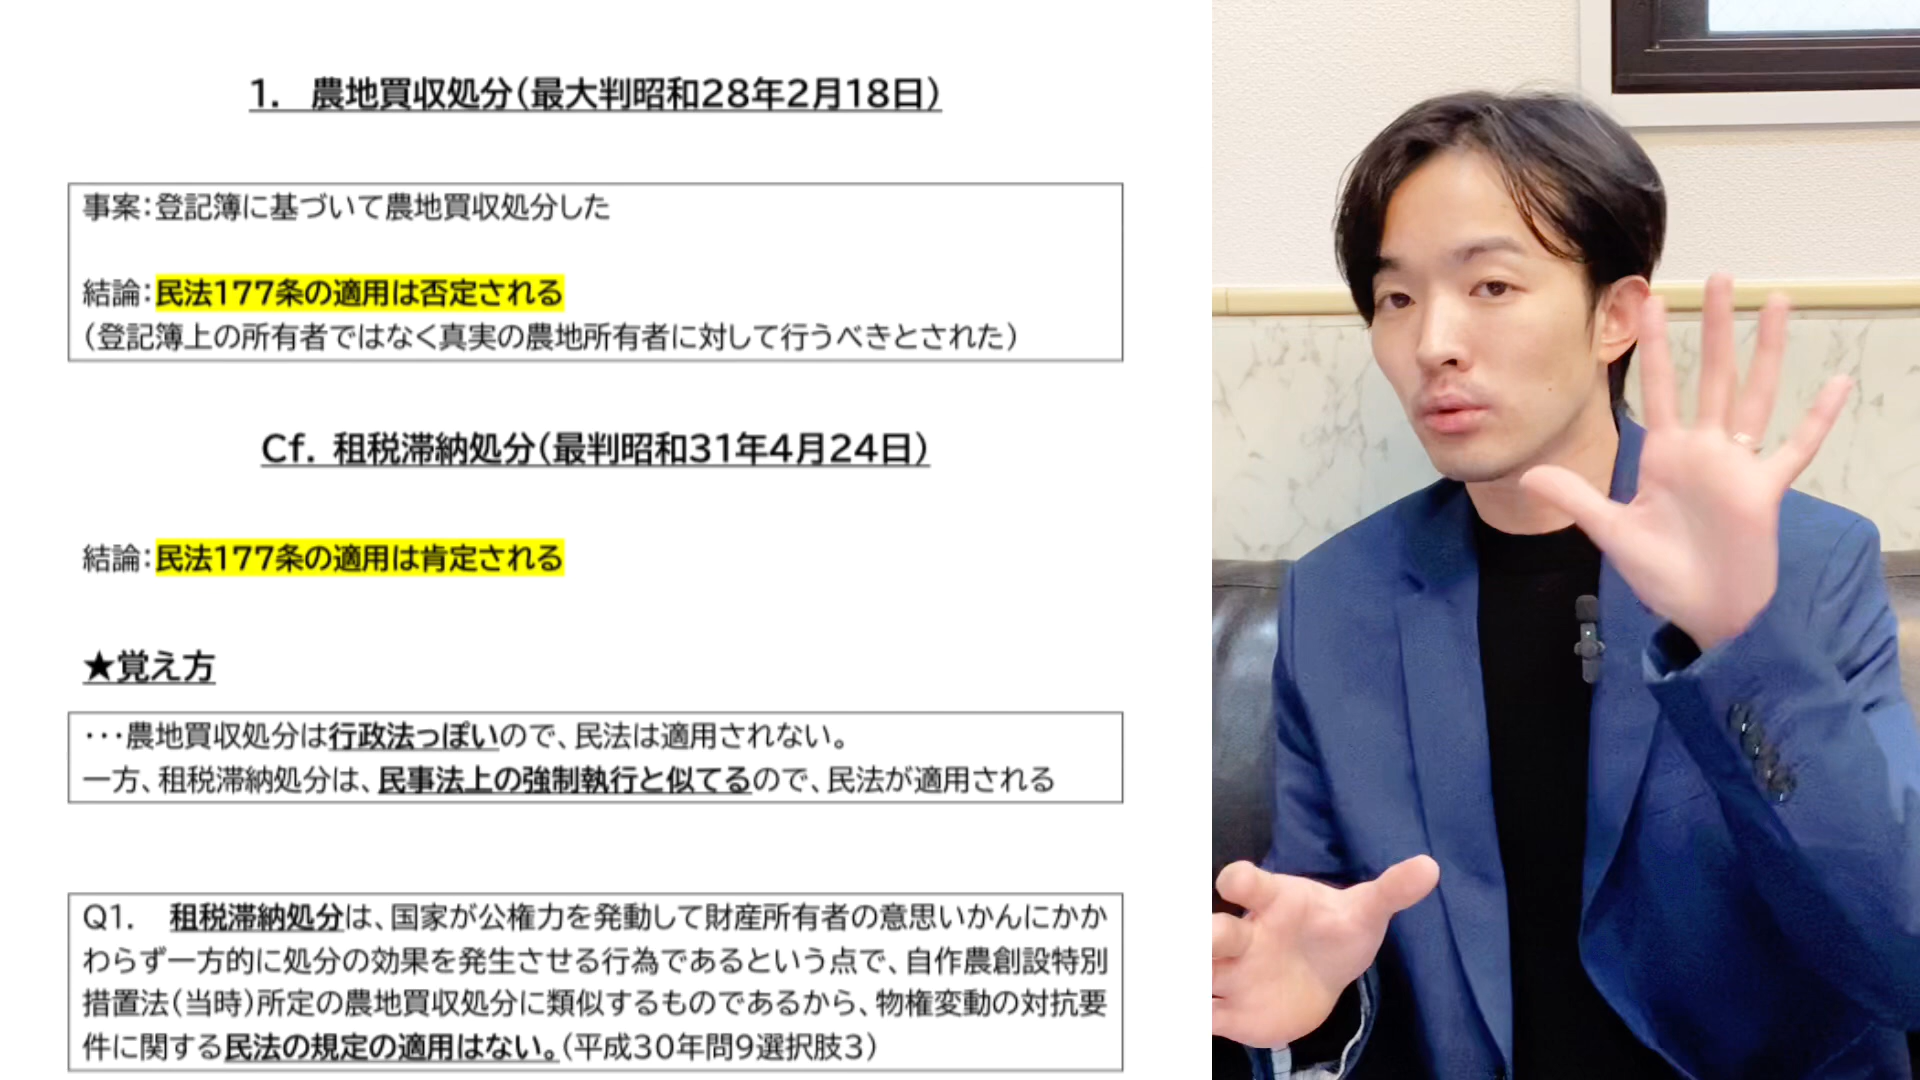 1. 農地買収処分（最大判昭和28年2月18日）
事案：登記簿に基づいて農地買収処分した
結論：民法177条の適用は否定される
（登記簿上の所有者ではなく真実の農地所有者に対して行うべきとされた）
Cf. 租税滞納処分（最判昭和31年4月24日）
結論：民法177条の適用は肯定される
★覚え方
・・・農地買収処分は行政法っぽいので、民法は適用されない。
一方、租税滞納処分は、民事法上の強制執行と似てるので、民法が適用される
Q1. 租税滞納処分は、国家が公権力を発動して財産所有者の意思いかんにかか
わらず一方的に処分の効果を発生させる行為であるという点で、自作農創設特別
措置法（当時）所定の農地買収処分に類似するものであるから、物権変動の対抗要
件に関する民法の規定の適用はない。（平成30年問9選択肢3）